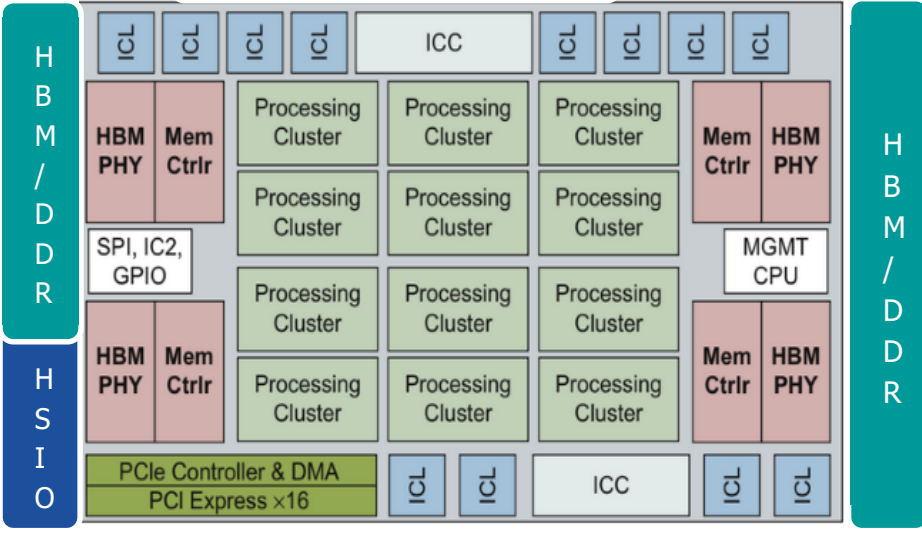 H
B
M
/
D
D
R
H
S
I
O
ICL
ICL
ICL
ICL
ICC
ICL
ICL
ICL
ICL
HBM
PHY
Mem
Ctrlr
Processing
Cluster
Processing
Cluster
Processing
Cluster
Mem
Ctrlr
HBM
PHY
Processing
Cluster
Processing
Cluster
Processing
Cluster
SPI, IC2,
GPIO
MGMT
CPU
HBM
PHY
Mem
Ctrlr
Processing
Cluster
Processing
Cluster
Processing
Cluster
Mem
Ctrlr
HBM
PHY
Processing
Cluster
Processing
Cluster
Processing
Cluster
PCIe Controller & DMA
PCI Express ×16
ICL
ICL
ICC
ICL
ICL
H
B
M
/
D
D
R